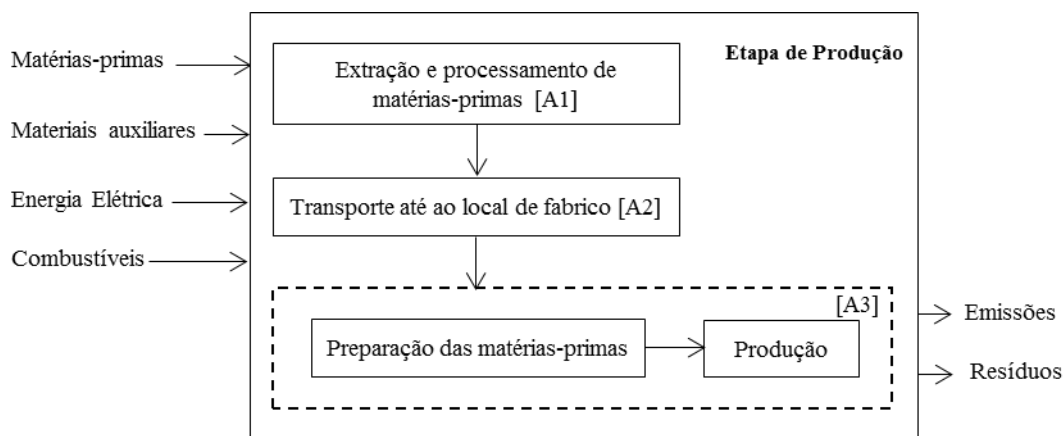 Matérias-primas
Materiais auxiliares
Energia Elétrica
Combustíveis
Etapa de Produção
Extração e processamento de
matérias-primas [A1]
Transporte até ao local de fabrico [A2]
[A3]
Preparação das matérias-primas
Produção
Emissões
Resíduos